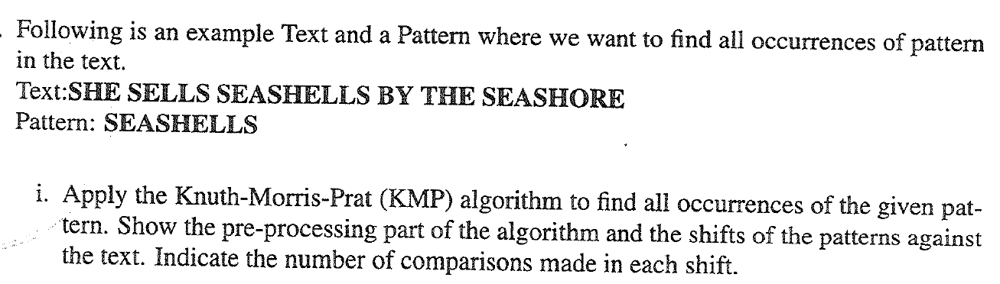 Following is an example Text and a Pattern where we want to find all occurrences of pattern
in the text.
Text:SHE SELLS SEASHELLS BY THE SEASHORE
Pattern: SEASHELLS
i. Apply the Knuth-Morris-Prat (KMP) algorithm to find all occurrences of the given pat-
tern. Show the pre-processing part of the algorithm and the shifts of the patterns against
the text. Indicate the number of comparisons made in each shift.